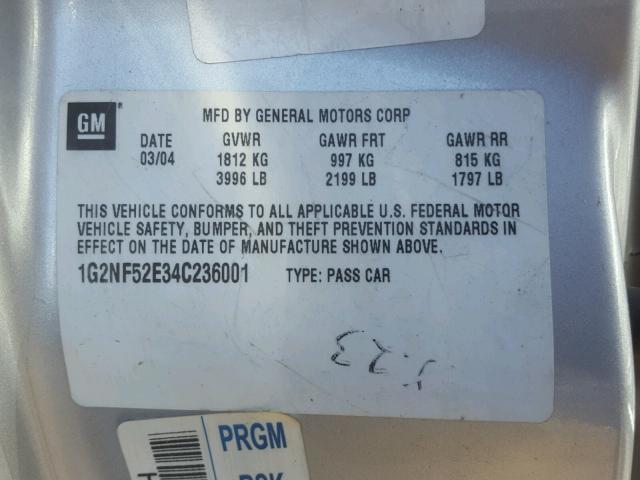 GM
MFD BY GENERAL MOTORS CORP
DATE GVWR GAWR FRT GAWR RR
03/04 1812 KG 997 KG 815 KG
3996 LB 2199 LB 1797 LB
THIS VEHICLE CONFORMS TO ALL APPLICABLE U.S. FEDERAL MOTOR
VEHICLE SAFETY, BUMPER, AND THEFT PREVENTION STANDARDS IN
EFFECT ON THE DATE OF MANUFACTURE SHOWN ABOVE.
1G2NF52E34C236001 TYPE: PASS CAR
PRGM